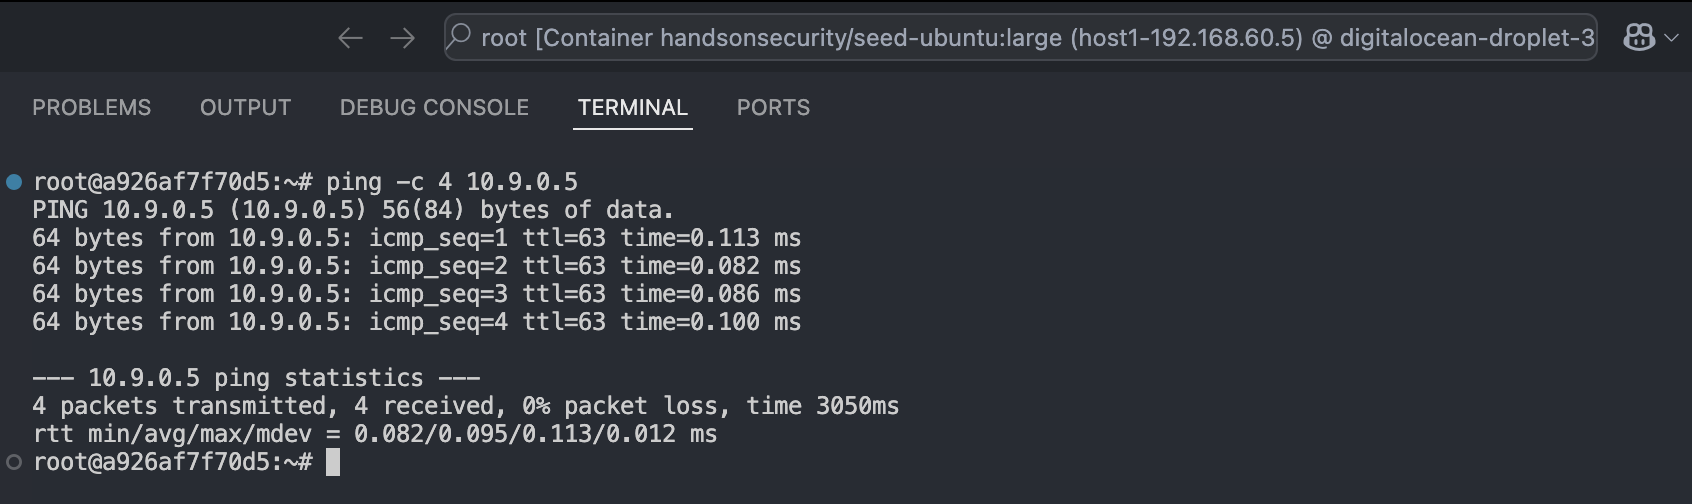 root [Container handsonsecurity/seed-ubuntu:large (host1-192.168.60.5) @ digitalocean-droplet-3
PROBLEMS OUTPUT DEBUG CONSOLE TERMINAL PORTS
root@a926af7f70d5:~# ping -c 4 10.9.0.5
PING 10.9.0.5 (10.9.0.5) 56(84) bytes of data.
64 bytes from 10.9.0.5: icmp_seq=1 ttl=63 time=0.113 ms
64 bytes from 10.9.0.5: icmp_seq=2 ttl=63 time=0.082 ms
64 bytes from 10.9.0.5: icmp_seq=3 ttl=63 time=0.086 ms
64 bytes from 10.9.0.5: icmp_seq=4 ttl=63 time=0.100 ms
--- 10.9.0.5 ping statistics ---
4 packets transmitted, 4 received, 0% packet loss, time 3050ms
rtt min/avg/max/mdev = 0.082/0.095/0.113/0.012 ms
root@a926af7f70d5:~#